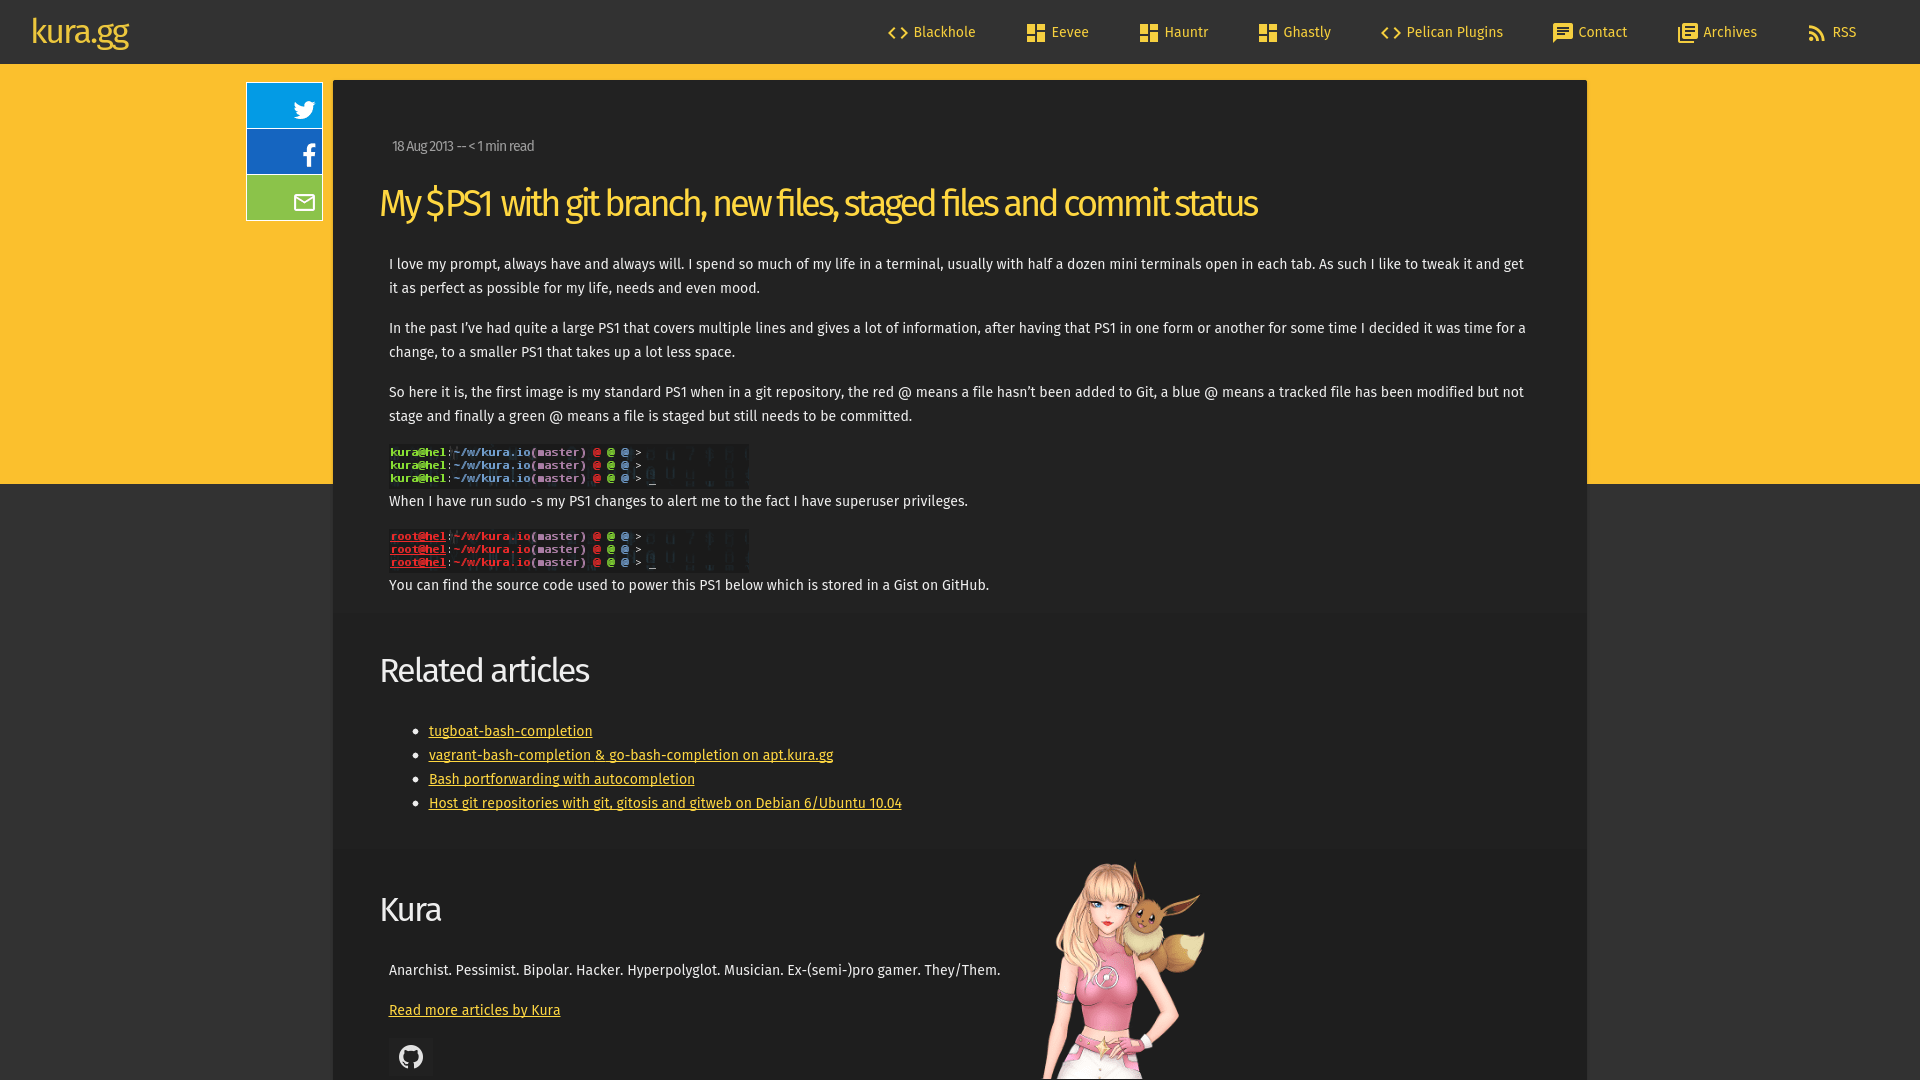 kura.gg
Blackhole
Eevee
Hauntr
Ghastly
Pelican Plugins
Contact
Archives
RSS
18 Aug 2013 -- < 1 min read
My $PS1 with git branch, new files, staged files and commit status
I love my prompt, always have and always will. I spend so much of my life in a terminal, usually with half a dozen mini terminals open in each tab. As such I like to tweak it and get
it as perfect as possible for my life, needs and even mood.
In the past I’ve had quite a large PS1 that covers multiple lines and gives a lot of information, after having that PS1 in one form or another for some time I decided it was time for a
change, to a smaller PS1 that takes up a lot less space.
So here it is, the first image is my standard PS1 when in a git repository, the red @ means a file hasn’t been added to Git, a blue @ means a tracked file has been modified but not
stage and finally a green @ means a file is staged but still needs to be committed.
kura@hel:~/w/kura.io(master) @ @ @ >
kura@hel:~/w/kura.io(master) @ @ @ >
kura@hel:~/w/kura.io(master) @ @ @ > _
When I have run sudo -s my PS1 changes to alert me to the fact I have superuser privileges.
root@hel:~/w/kura.io(master) @ @ @ >
root@hel:~/w/kura.io(master) @ @ @ >
root@hel:~/w/kura.io(master) @ @ @ > _
You can find the source code used to power this PS1 below which is stored in a Gist on GitHub.
Related articles
tugboat-bash-completion
vagrant-bash-completion & go-bash-completion on apt.kura.gg
Bash portforwarding with autocompletion
Host git repositories with git, gitosis and gitweb on Debian 6/Ubuntu 10.04
Kura
Anarchist. Pessimist. Bipolar. Hacker. Hyperpolyglot. Musician. Ex-(semi-)pro gamer. They/Them.
Read more articles by Kura